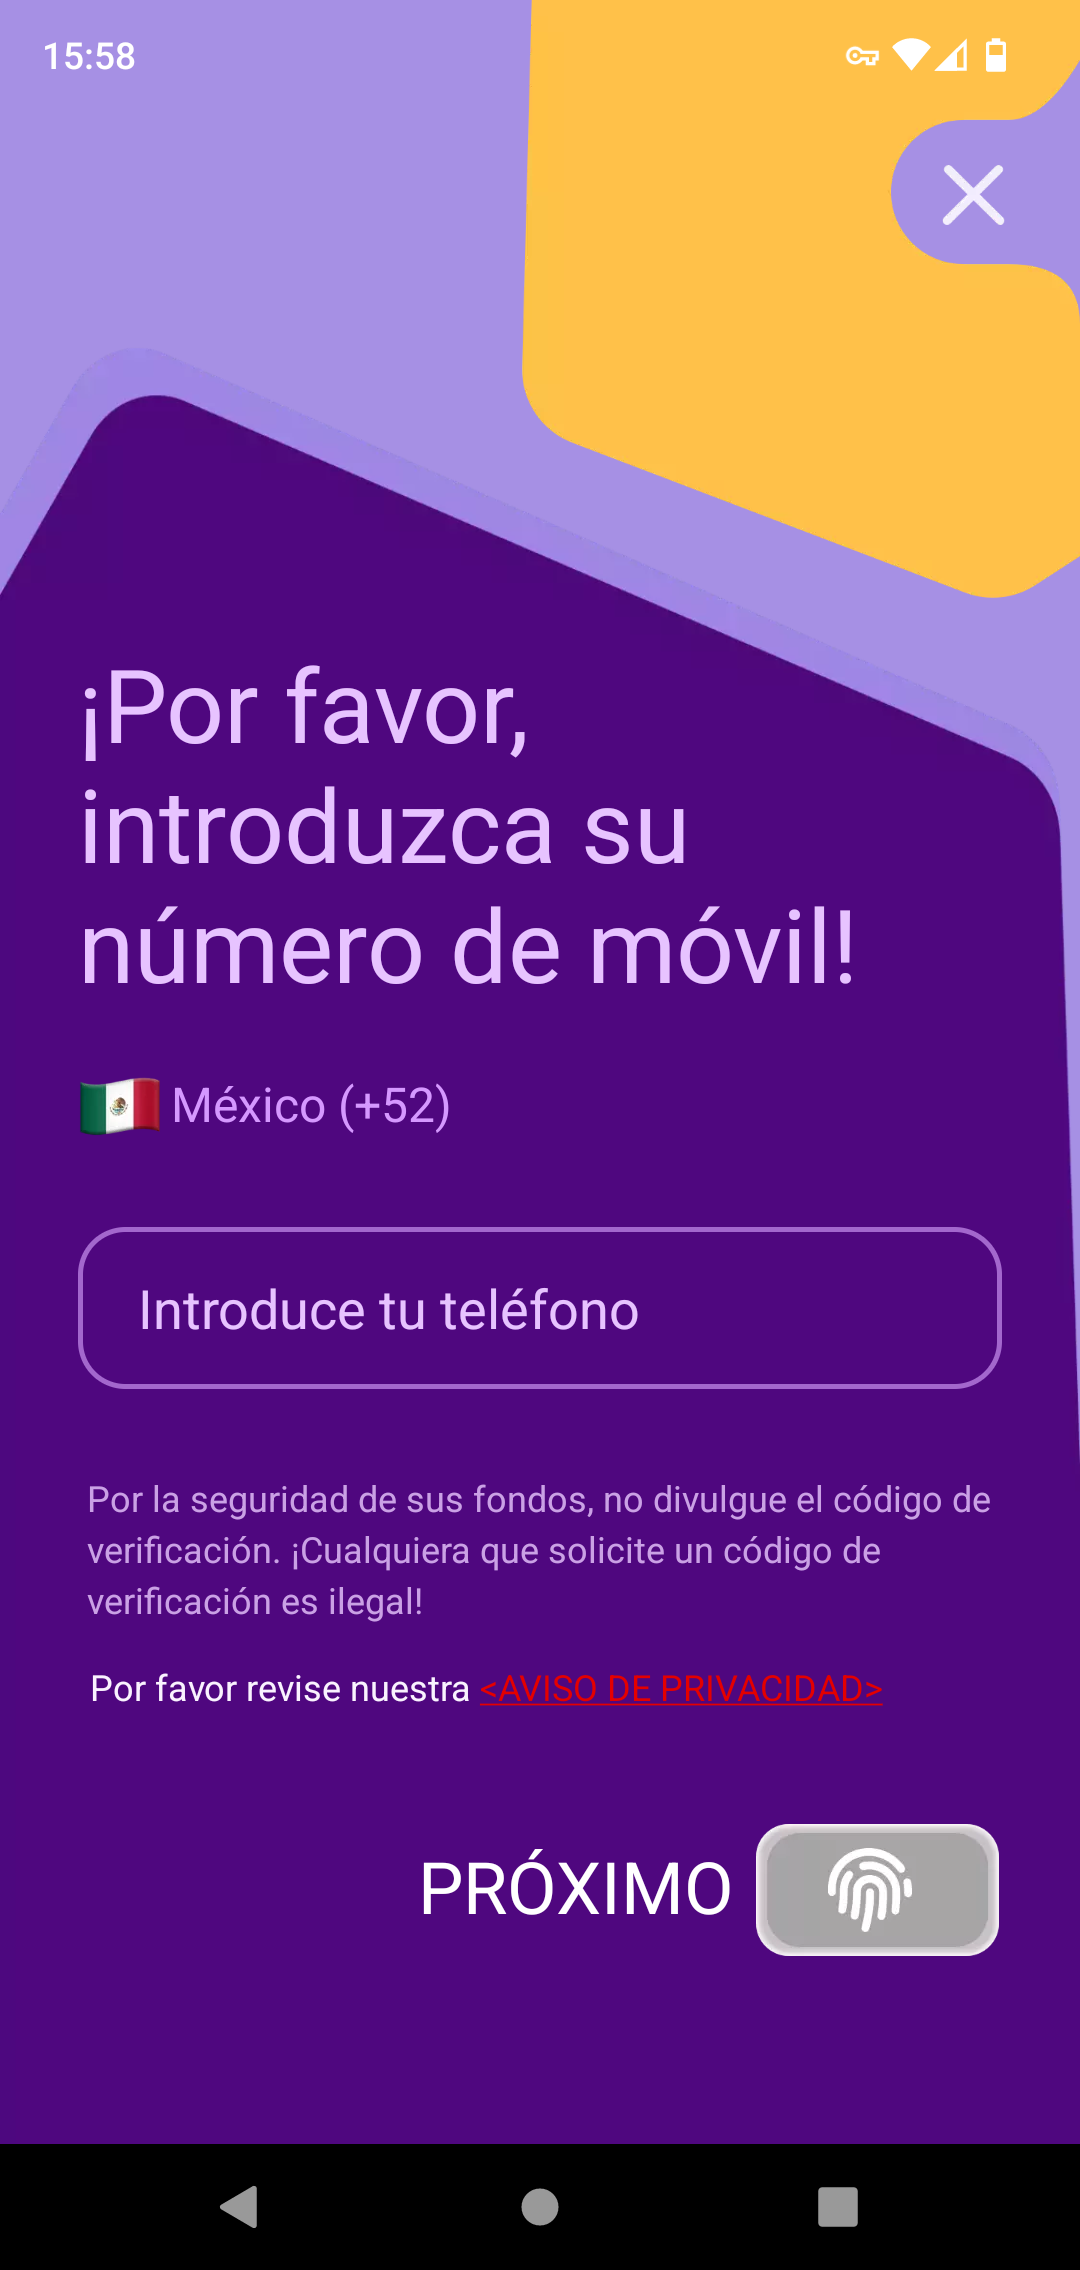 15:58
¡Por favor,
introduzca su
número de móvil!
México (+52)
Introduce tu teléfono
Por la seguridad de sus fondos, no divulgue el código de
verificación. ¡Cualquiera que solicite un código de
verificación es ilegal!
Por favor revise nuestra <AVISO DE PRIVACIDAD>
PRÓXIMO